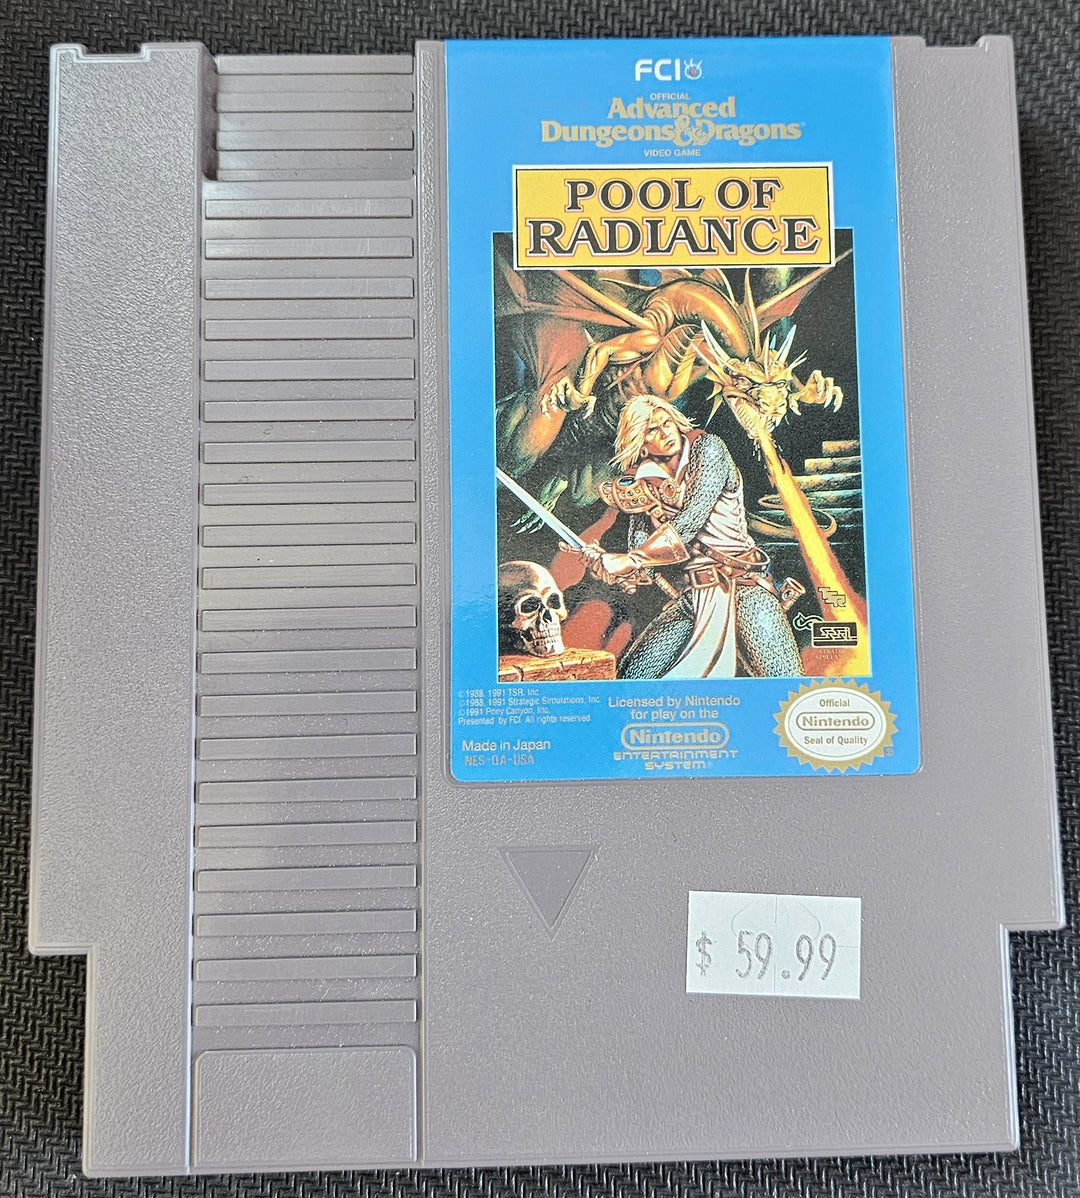 FCI
OFFICIAL
Advanced
Dungeons & Dragons®
VIDEO GAME
POOL OF
RADIANCE
TSR
SSI
©1988, 1991 TSR, Inc.
©1988, 1991 Strategic Simulations, Inc.
©1991 Pony Canyon, Inc.
Presented by FCI. All rights reserved.
Made in Japan
NES-QA-USA
Licensed by Nintendo
for play on the
Nintendo
ENTERTAINMENT
SYSTEM®
Official
Nintendo
Seal of Quality
$ 59.99